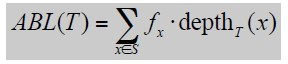 ABL(T) = ∑ f_x · depth_T(x)
x∈S